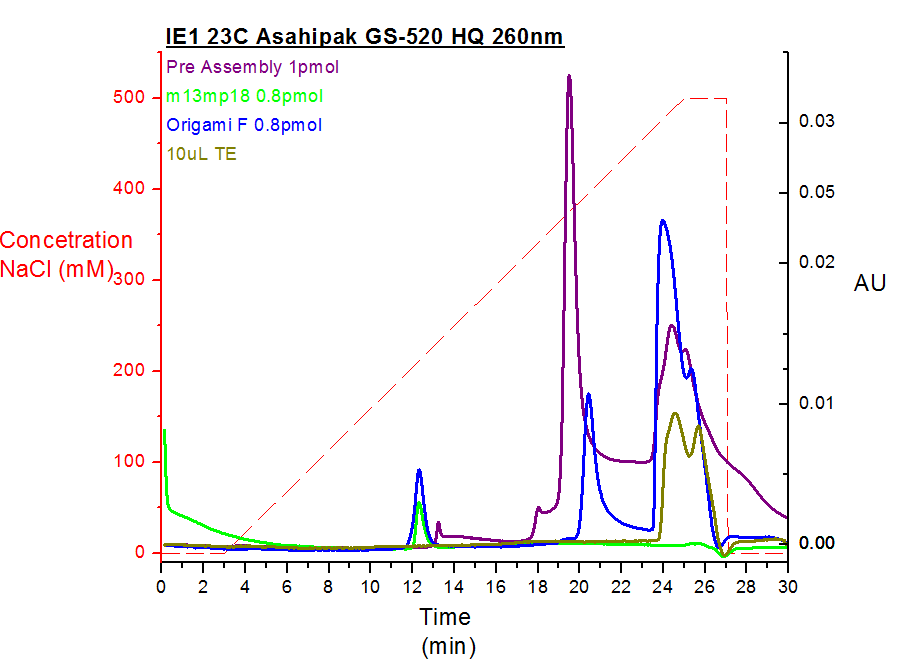 IE1 23C Asahipak GS-520 HQ 260nm
Pre Assembly 1pmol
m13mp18 0.8pmol
Origami F 0.8pmol
10uL TE
500
400
300
200
100
0
Concetration
NaCl (mM)
0.03
0.05
0.02
0.01
0.00
AU
0 2 4 6 8 10 12 14 16 18 20 22 24 26 28 30
Time
(min)